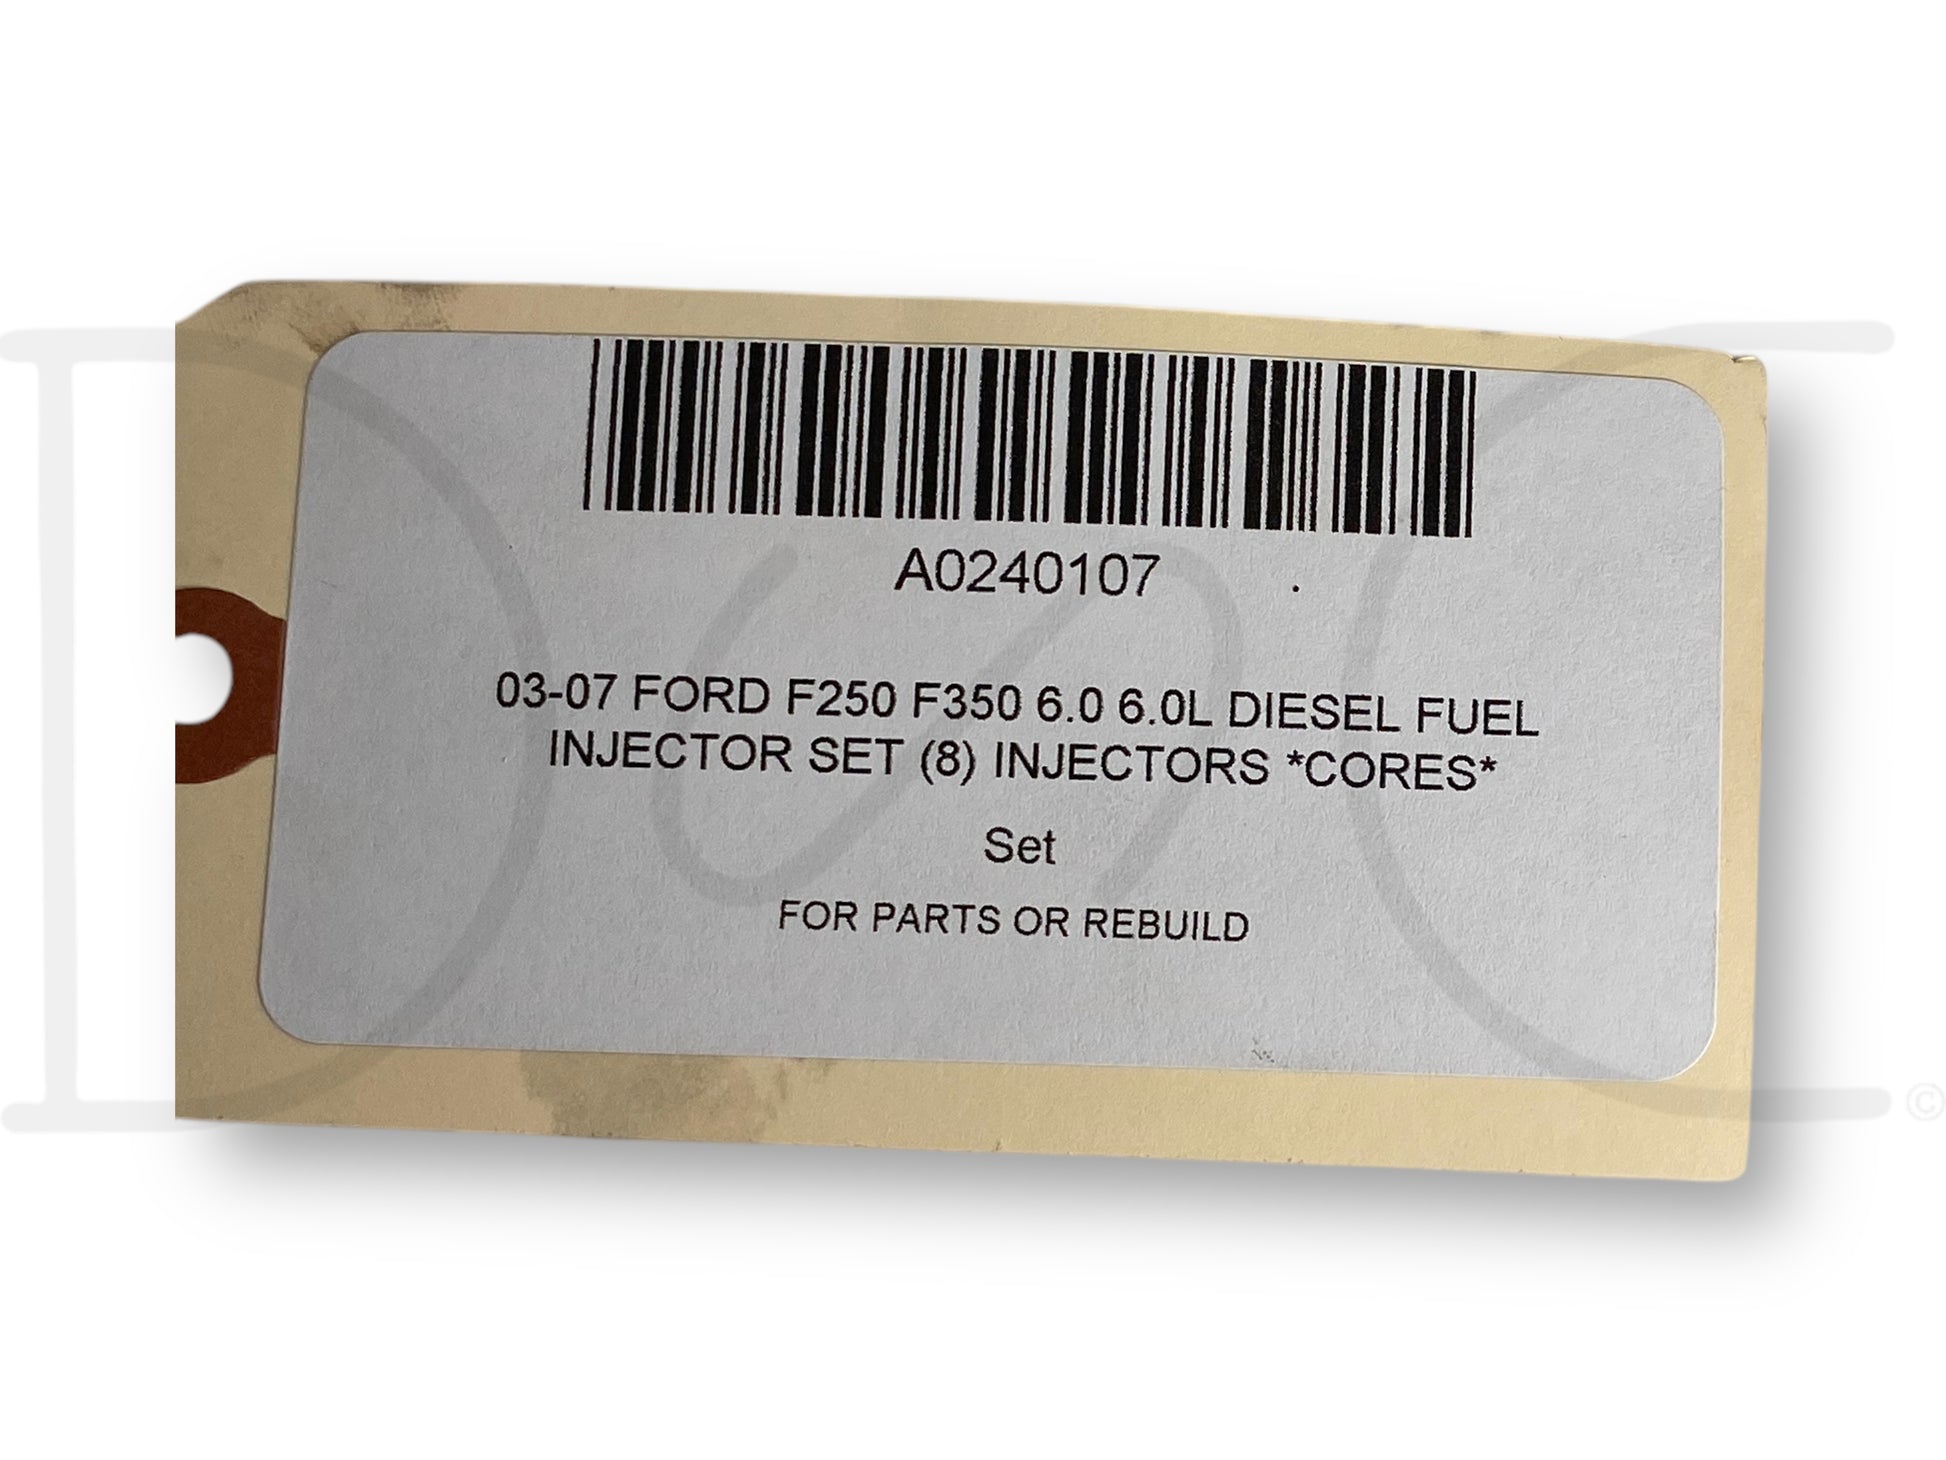 A0240107
03-07 FORD F250 F350 6.0 6.0L DIESEL FUEL
INJECTOR SET (8) INJECTORS *CORES*
Set
FOR PARTS OR REBUILD
©